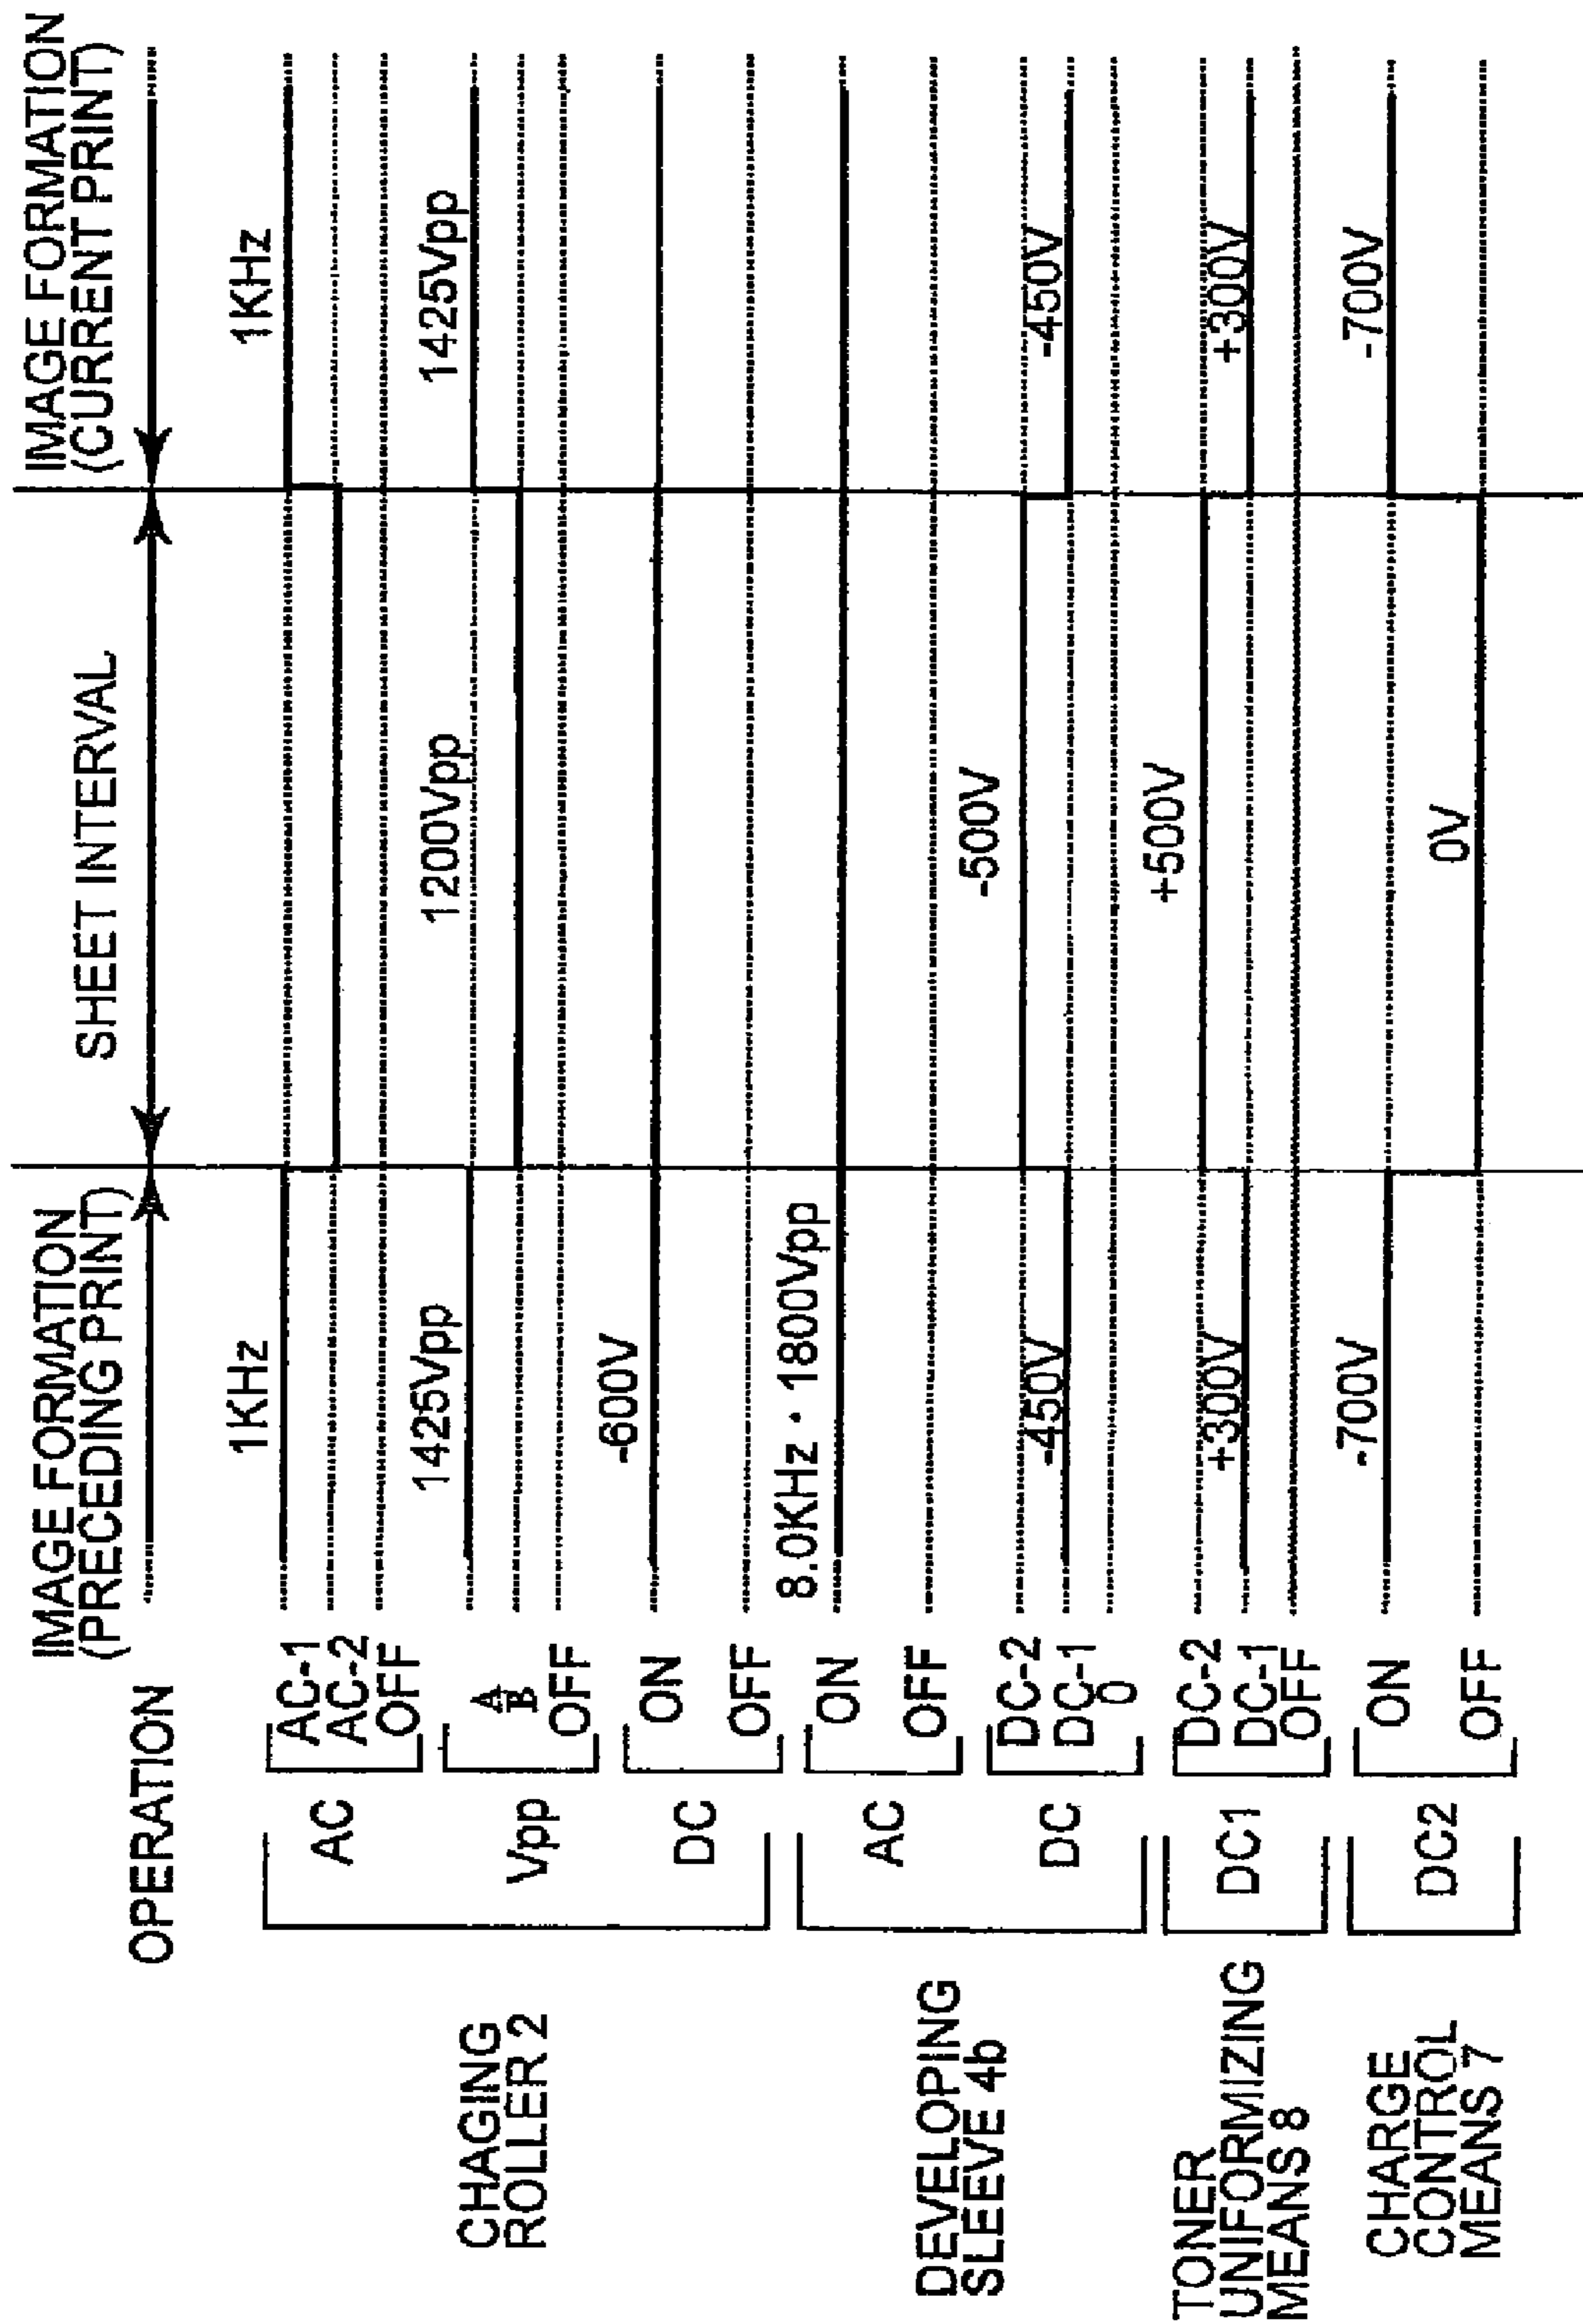 OPERATION
IMAGE FORMATION
(PRECEDING PRINT)
SHEET INTERVAL
IMAGE FORMATION
(CURRENT PRINT)
CHAGING
ROLLER 2
AC
AC-1
AC-2
OFF
1KHz
1KHz
Vpp
A
B
OFF
1425Vpp
1200Vpp
1425Vpp
DC
ON
OFF
-600V
DEVELOPING
SLEEVE 4b
AC
ON
OFF
8.0KHz・1800Vpp
DC
DC-2
DC-1
0
-450V
-500V
-450V
TONER
UNIFORMIZING
MEANS 8
DC1
DC-2
DC-1
OFF
+300V
+500V
+300V
CHARGE
CONTROL
MEANS 7
DC2
ON
OFF
-700V
0V
-700V